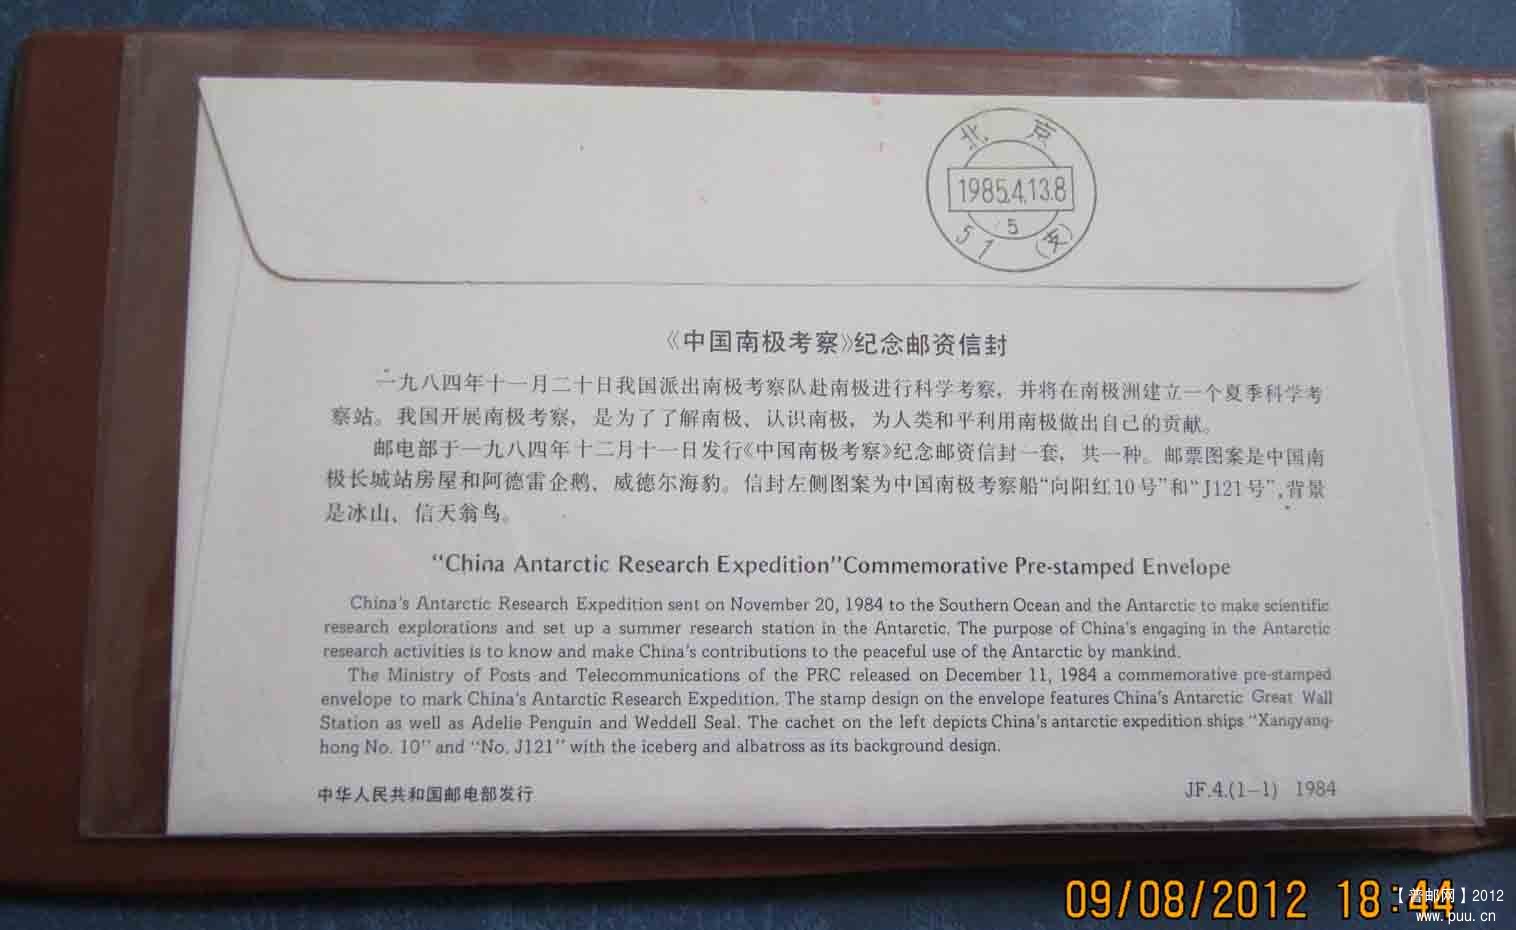 北 京
1985.4.13.8
5
51 (支)
《中国南极考察》纪念邮资信封
一九八四年十一月二十日我国派出南极考察队赴南极进行科学考察，并将在南极洲建立一个夏季科学考
察站。我国开展南极考察，是为了了解南极、认识南极，为人类和平利用南极做出自己的贡献。
邮电部于一九八四年十二月十一日发行《中国南极考察》纪念邮资信封一套，共一种。邮票图案是中国南
极长城站房屋和阿德雷企鹅、威德尔海豹。信封左侧图案为中国南极考察船“向阳红10号”和“J121号”,背景
是冰山、信天翁鸟。
“China Antarctic Research Expedition”Commemorative Pre-stamped Envelope
China's Antarctic Research Expedition sent on November 20, 1984 to the Southern Ocean and the Antarctic to make scientific
research explorations and set up a summer research station in the Antarctic. The purpose of China's engaging in the Antarctic
research activities is to know and make China's contributions to the peaceful use of the Antarctic by mankind.
The Ministry of Posts and Telecommunications of the PRC released on December 11, 1984 a commemorative pre-stamped
envelope to mark China's Antarctic Research Expedition. The stamp design on the envelope features China's Antarctic Great Wall
Station as well as Adelie Penguin and Weddell Seal. The cachet on the left depicts China's antarctic expedition ships “Xangyang-
hong No. 10” and “No. J121” with the iceberg and albatross as its background design.
中华人民共和国邮电部发行
JF.4.(1-1) 1984
09/08/2012 18:44
【普邮网】2012
www.puu.cn